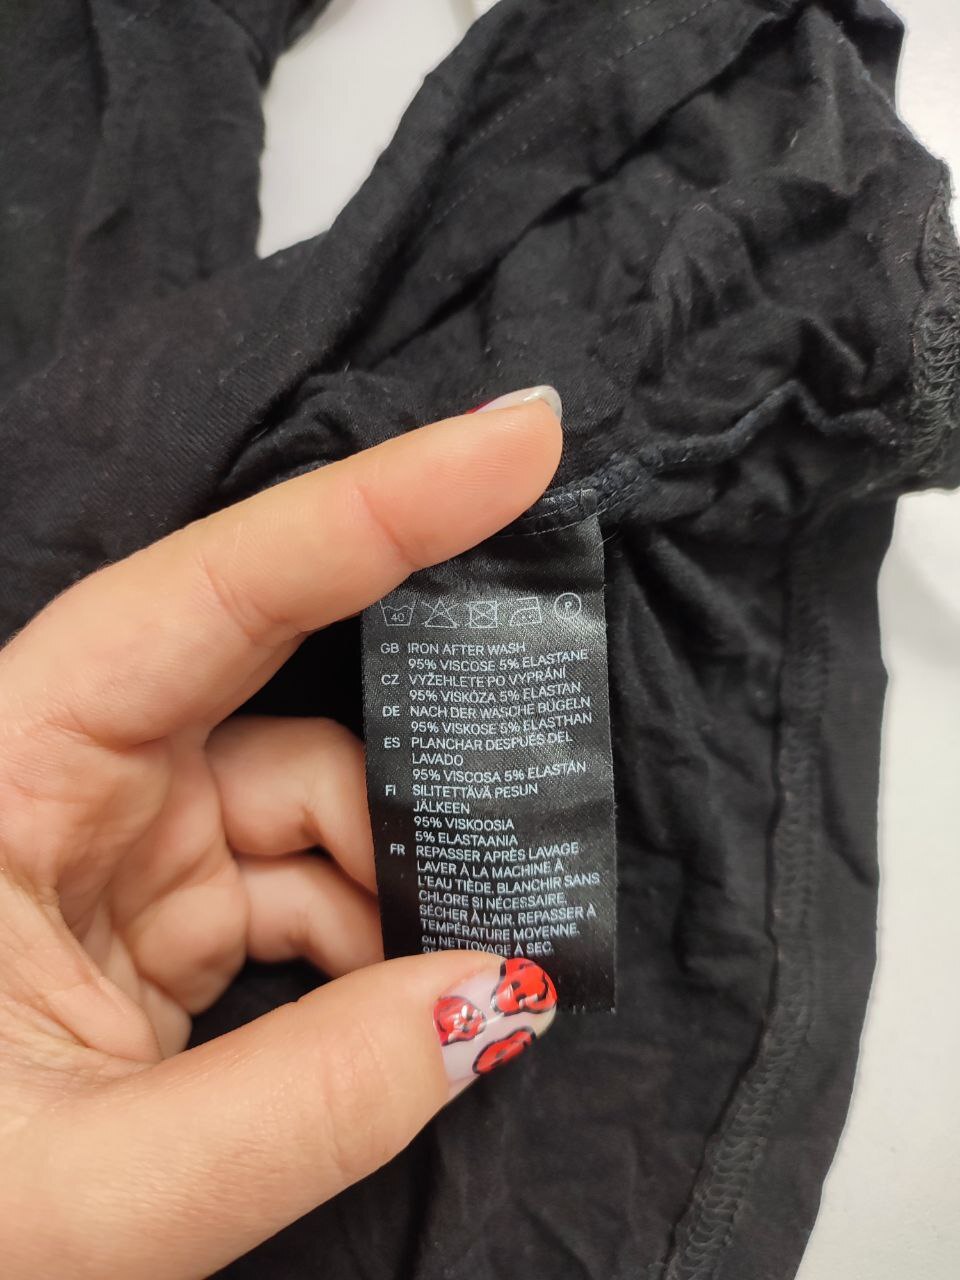 40 P
GB IRON AFTER WASH
95% VISCOSE 5% ELASTANE
CZ VYŽEHLETE PO VYPRÁNÍ
95% VISKÓZA 5% ELASTAN
DE NACH DER WÄSCHE BÜGELN
95% VISKOSE 5% ELASTHAN
ES PLANCHAR DESPUÉS DEL
LAVADO
95% VISCOSA 5% ELASTÁN
FI SILITETTÄVÄ PESUN
JÄLKEEN
95% VISKOOSIA
5% ELASTAANIA
FR REPASSER APRÈS LAVAGE
LAVER À LA MACHINE À
L'EAU TIÈDE, BLANCHIR SANS
CHLORE SI NÉCESSAIRE,
SÉCHER À L'AIR, REPASSER À
TEMPÉRATURE MOYENNE,
ou NETTOYAGE À SEC.